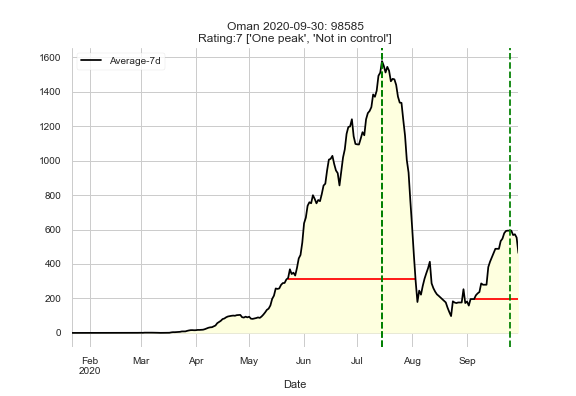 Oman 2020-09-30: 98585
Rating:7 ['One peak', 'Not in control']
Average-7d
1600
1400
1200
1000
800
600
400
200
0
Feb Mar Apr May Jun Jul Aug Sep
2020
Date